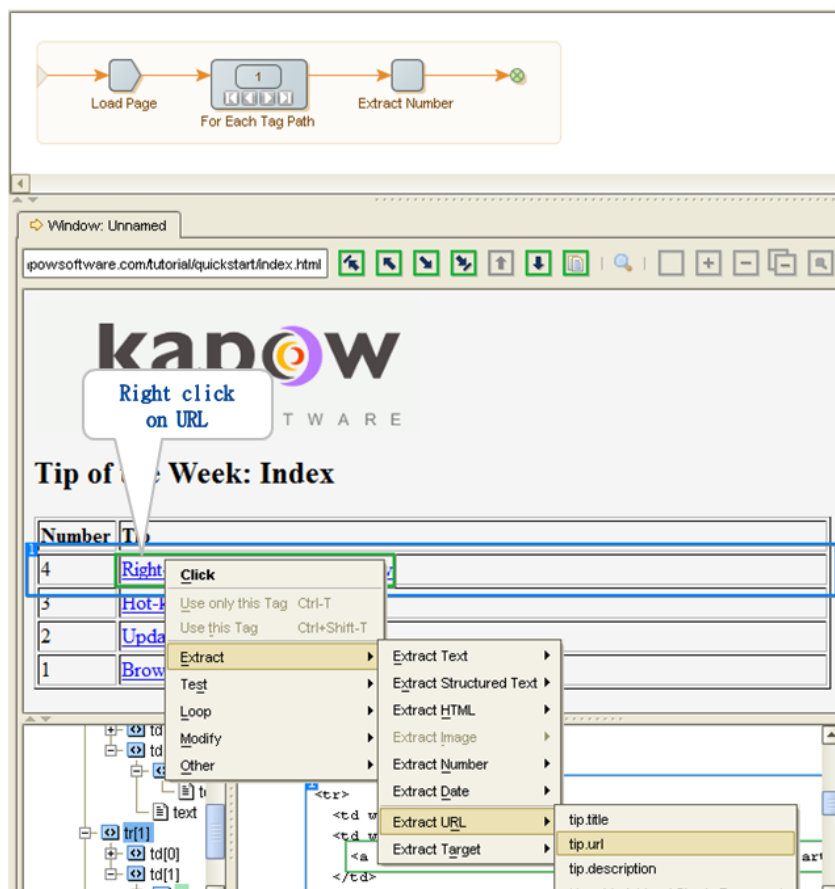 1
Load Page
For Each Tag Path
Extract Number
Window: Unnamed
powsoftware.com/tutorial/quickstart/index.html
kapow
Right click
on URL
T W A R E
Tip of the Week: Index
Number
1
4
Right-
3
Hot-k
2
Upda
1
Brow
Click
Use only this Tag Ctrl-T
Use this Tag Ctrl+Shift-T
Extract
Test
Loop
Modify
Other
Extract Text
Extract Structured Text
Extract HTML
Extract Image
Extract Number
Extract Date
Extract URL
Extract Target
tip.title
tip.url
tip.description
td
td
text
tr[1]
td[0]
td[1]
<tr>
<td w
<td w
<a
</td>